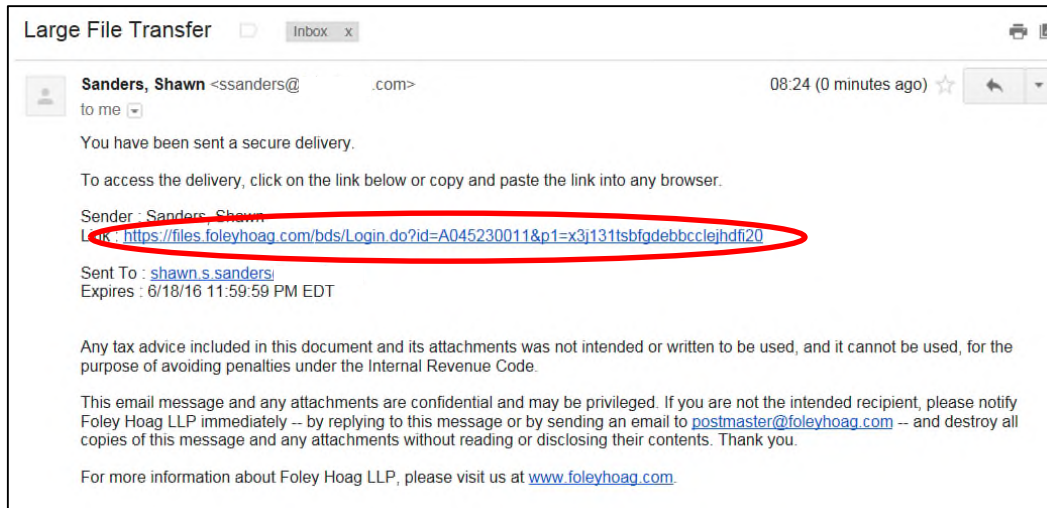 Large File Transfer Inbox x
Sanders, Shawn <ssanders@ .com> 08:24 (0 minutes ago)
to me
You have been sent a secure delivery.
To access the delivery, click on the link below or copy and paste the link into any browser.
Sender : Sanders, Shawn
Link : https://files.foleyhoag.com/bds/Login.do?id=A045230011&p1=x3j131tsbfgdebbcclejhdfi20
Sent To : shawn.s.sanders
Expires : 6/18/16 11:59:59 PM EDT
Any tax advice included in this document and its attachments was not intended or written to be used, and it cannot be used, for the
purpose of avoiding penalties under the Internal Revenue Code.
This email message and any attachments are confidential and may be privileged. If you are not the intended recipient, please notify
Foley Hoag LLP immediately -- by replying to this message or by sending an email to postmaster@foleyhoag.com -- and destroy all
copies of this message and any attachments without reading or disclosing their contents. Thank you.
For more information about Foley Hoag LLP, please visit us at www.foleyhoag.com.